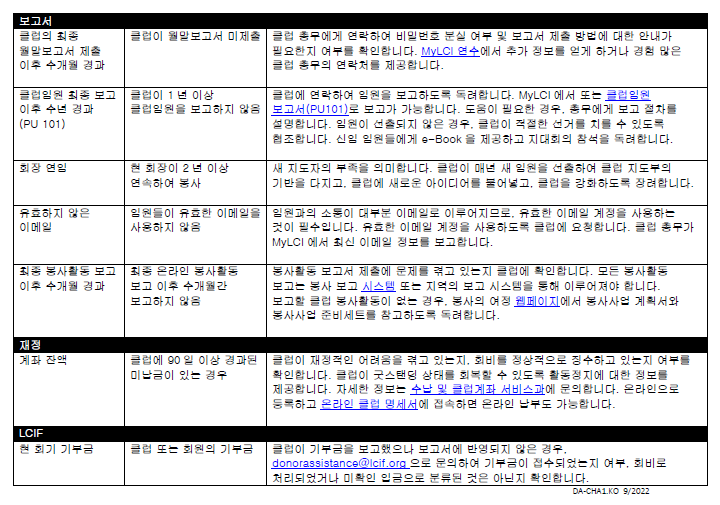 보고서
클럽의 최종
월말보고서 제출
이후 수개월 경과
클럽이 월말보고서 미제출
클럽 총무에게 연락하여 비밀번호 분실 여부 및 보고서 제출 방법에 대한 안내가
필요한지 여부를 확인합니다. MyLCI 연수에서 추가 정보를 얻게 하거나 경험 많은
클럽 총무의 연락처를 제공합니다.
클럽임원 최종 보고
이후 수년 경과
(PU 101)
클럽이 1 년 이상
클럽임원을 보고하지 않음
클럽에 연락하여 임원을 보고하도록 독려합니다. MyLCI 에서 또는 클럽임원
보고서(PU101)로 보고가 가능합니다. 도움이 필요한 경우, 총무에게 보고 절차를
설명합니다. 임원이 선출되지 않은 경우, 클럽이 적절한 선거를 치를 수 있도록
협조합니다. 신임 임원들에게 e-Book 을 제공하고 지대회의 참석을 독려합니다.
회장 연임
현 회장이 2 년 이상
연속하여 봉사
새 지도자의 부족을 의미합니다. 클럽이 매년 새 임원을 선출하여 클럽 지도부의
기반을 다지고, 클럽에 새로운 아이디어를 불어넣고, 클럽을 강화하도록 장려합니다.
유효하지 않은
이메일
임원들이 유효한 이메일을
사용하지 않음
임원과의 소통이 대부분 이메일로 이루어지므로, 유효한 이메일 계정을 사용하는
것이 필수입니다. 유효한 이메일 계정을 사용하도록 클럽에 요청합니다. 클럽 총무가
MyLCI 에서 최신 이메일 정보를 보고합니다.
최종 봉사활동 보고
이후 수개월 경과
최종 온라인 봉사활동
보고 이후 수개월간
보고하지 않음
봉사활동 보고서 제출에 문제를 겪고 있는지 클럽에 확인합니다. 모든 봉사활동
보고는 봉사 보고 시스템 또는 지역의 보고 시스템을 통해 이루어져야 합니다.
보고할 클럽 봉사활동이 없는 경우, 봉사의 여정 웹페이지에서 봉사사업 계획서와
봉사사업 준비세트를 참고하도록 독려합니다.
재정
계좌 잔액
클럽에 90 일 이상 경과된
미납금이 있는 경우
클럽이 재정적인 어려움을 겪고 있는지, 회비를 정상적으로 징수하고 있는지 여부를
확인합니다. 클럽이 굿스탠딩 상태를 회복할 수 있도록 활동정지에 대한 정보를
제공합니다. 자세한 정보는 수납 및 클럽계좌 서비스과에 문의합니다. 온라인으로
등록하고 온라인 클럽 명세서에 접속하면 온라인 납부도 가능합니다.
LCIF
현 회기 기부금
클럽 또는 회원의 기부금
클럽이 기부금을 보고했으나 보고서에 반영되지 않은 경우,
donorassistance@lcif.org 으로 문의하여 기부금이 접수되었는지 여부, 회비로
처리되었거나 미확인 입금으로 분류된 것은 아닌지 확인합니다.
DA-CHA1.KO 9/2022